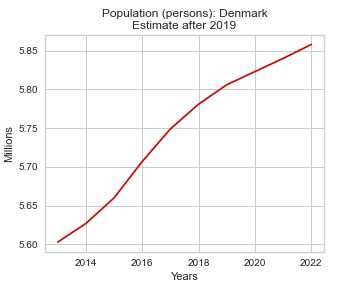 Population (persons): Denmark
Estimate after 2019
5.85
5.80
5.75
5.70
5.65
5.60
Millions
2014 2016 2018 2020 2022
Years